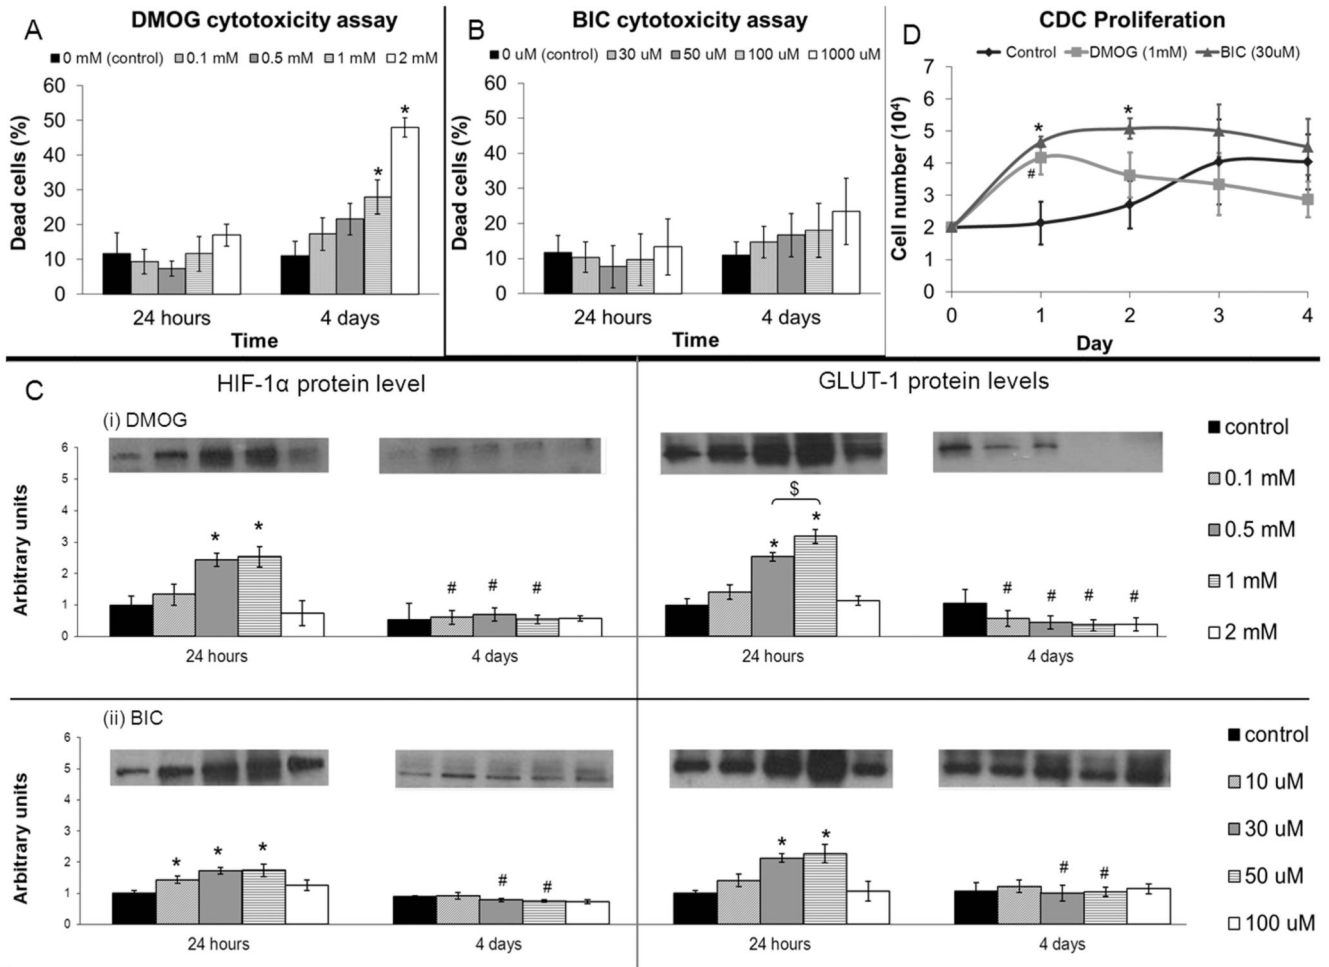 A
DMOG cytotoxicity assay
0 mM (control) 0.1 mM 0.5 mM 1 mM 2 mM
Dead cells (%)
60
50
40
30
20
10
0
*
*
24 hours
4 days
Time
B
BIC cytotoxicity assay
0 uM (control) 30 uM 50 uM 100 uM 1000 uM
Dead cells (%)
60
50
40
30
20
10
0
24 hours
4 days
Time
D
CDC Proliferation
Control DMOG (1mM) BIC (30uM)
Cell number (10⁴)
7
6
5
4
3
2
1
0
*
*
#
0 1 2 3 4
Day
C
HIF-1α protein level
GLUT-1 protein levels
(i) DMOG
Arbitrary units
6
5
4
3
2
1
0
* *
# # #
24 hours
4 days
$
* *
# # # #
24 hours
4 days
control
0.1 mM
0.5 mM
1 mM
2 mM
(ii) BIC
Arbitrary units
6
5
4
3
2
1
0
* * *
# #
24 hours
4 days
* *
# #
24 hours
4 days
control
10 uM
30 uM
50 uM
100 uM